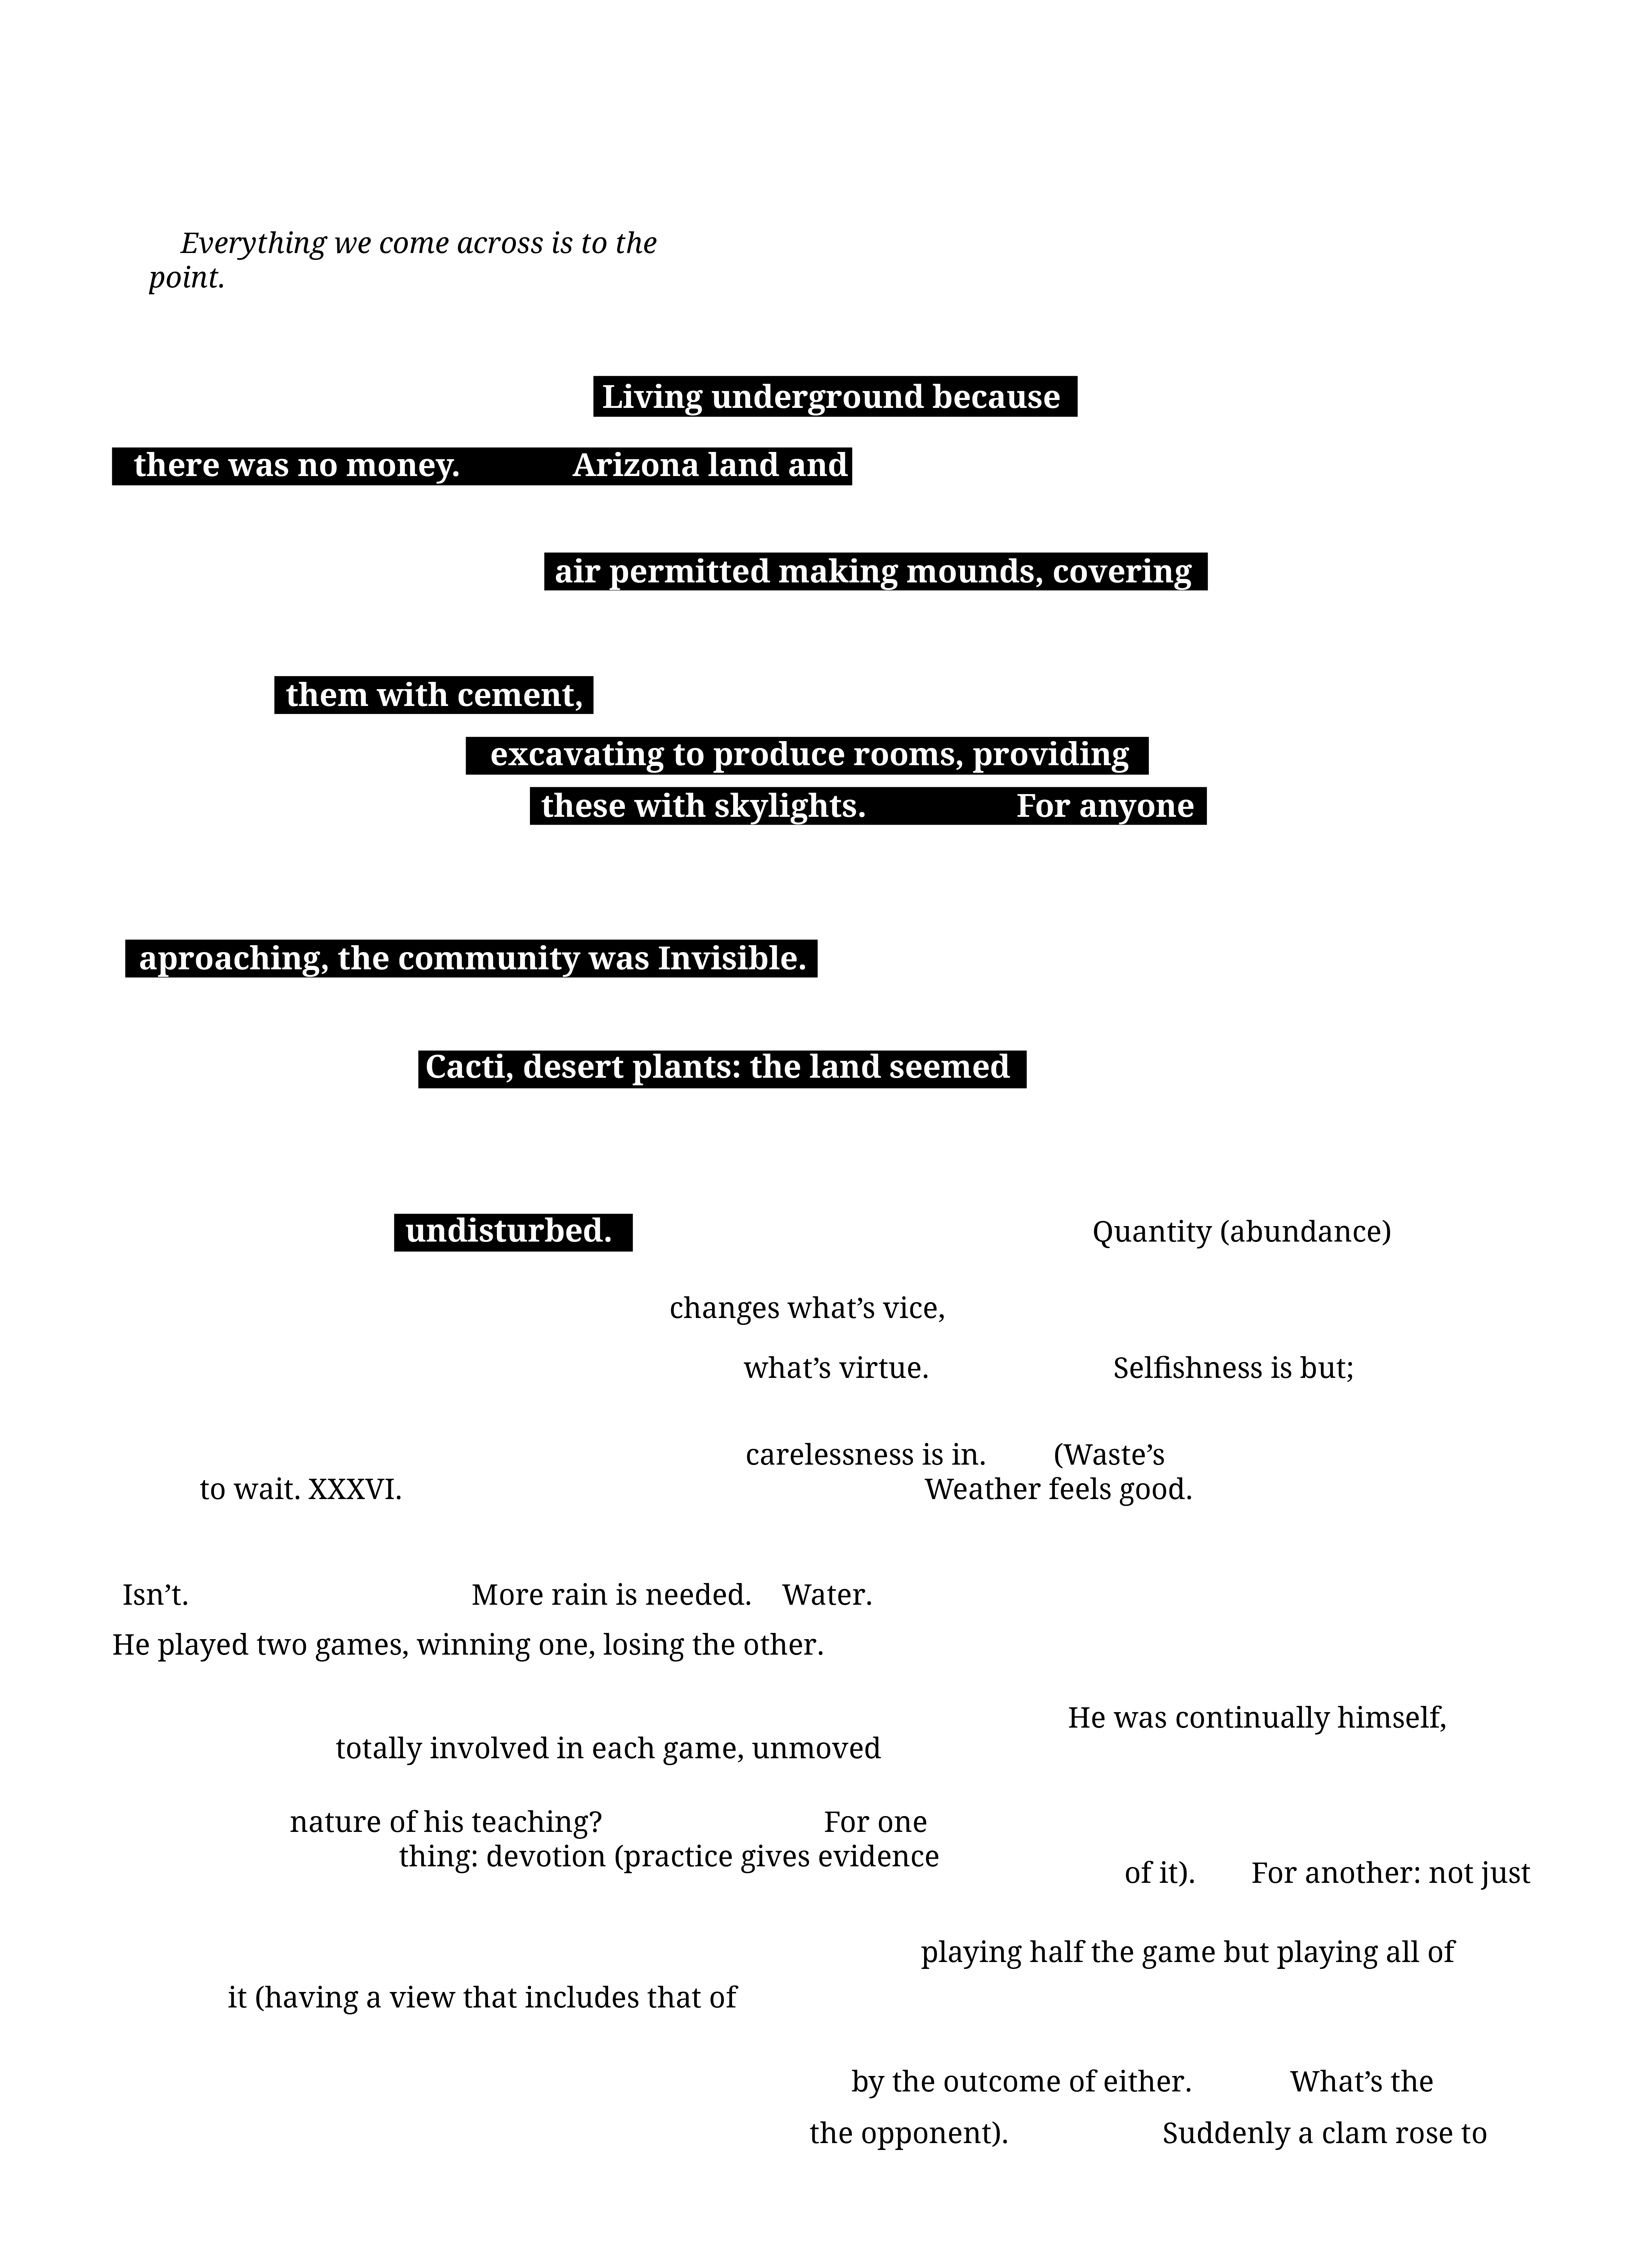 Everything we come across is to the
point.
Living underground because
there was no money. Arizona land and
air permitted making mounds, covering
them with cement,
excavating to produce rooms, providing
these with skylights. For anyone
aproaching, the community was Invisible.
Cacti, desert plants: the land seemed
undisturbed. Quantity (abundance)
changes what’s vice,
what’s virtue. Selfishness is but;
carelessness is in. (Waste’s
to wait. XXXVI. Weather feels good.
Isn’t. More rain is needed. Water.
He played two games, winning one, losing the other.
He was continually himself,
totally involved in each game, unmoved
nature of his teaching? For one
thing: devotion (practice gives evidence
of it). For another: not just
playing half the game but playing all of
it (having a view that includes that of
by the outcome of either. What’s the
the opponent). Suddenly a clam rose to